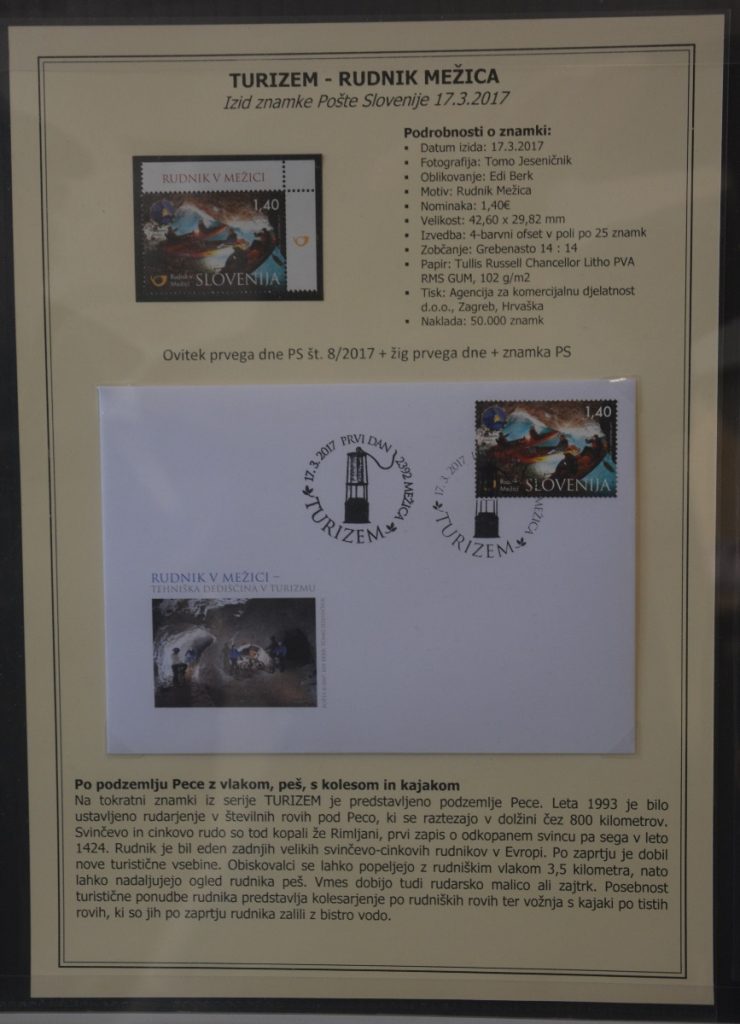 TURIZEM - RUDNIK MEŽICA
Izid znamke Pošte Slovenije 17.3.2017
RUDNIK V MEŽICI
1,40
Rudnik v
Mežici
SLOVENIJA
Podrobnosti o znamki:
▪ Datum izida: 17.3.2017
▪ Fotografija: Tomo Jeseničnik
▪ Oblikovanje: Edi Berk
▪ Motiv: Rudnik Mežica
▪ Nominaka: 1,40€
▪ Velikost: 42,60 x 29,82 mm
▪ Izvedba: 4-barvni ofset v poli po 25 znamk
▪ Zobčanje: Grebenasto 14 : 14
▪ Papir: Tullis Russell Chancellor Litho PVA
RMS GUM, 102 g/m2
▪ Tisk: Agencija za komercijalnu djelatnost
d.o.o., Zagreb, Hrvaška
▪ Naklada: 50.000 znamk
Ovitek prvega dne PS št. 8/2017 + žig prvega dne + znamka PS
17.3.2017 PRVI DAN 2392 MEŽICA
TURIZEM
1,40
Mežici
SLOVENIJA
17.3.2017 MEŽICA
TURIZEM
RUDNIK V MEŽICI –
TEHNIŠKA DEDIŠČINA V TURIZMU
Po podzemlju Pece z vlakom, peš, s kolesom in kajakom
Na tokratni znamki iz serije TURIZEM je predstavljeno podzemlje Pece. Leta 1993 je bilo
ustavljeno rudarjenje v številnih rovih pod Peco, ki se raztezajo v dolžini čez 800 kilometrov.
Svinčevo in cinkovo rudo so tod kopali že Rimljani, prvi zapis o odkopanem svincu pa sega v leto
1424. Rudnik je bil eden zadnjih velikih svinčevo-cinkovih rudnikov v Evropi. Po zaprtju je dobil
nove turistične vsebine. Obiskovalci se lahko popeljejo z rudniškim vlakom 3,5 kilometra, nato
lahko nadaljujejo ogled rudnika peš. Vmes dobijo tudi rudarsko malico ali zajtrk. Posebnost
turistične ponudbe rudnika predstavlja kolesarjenje po rudniških rovih ter vožnja s kajaki po tistih
rovih, ki so jih po zaprtju rudnika zalili z bistro vodo.